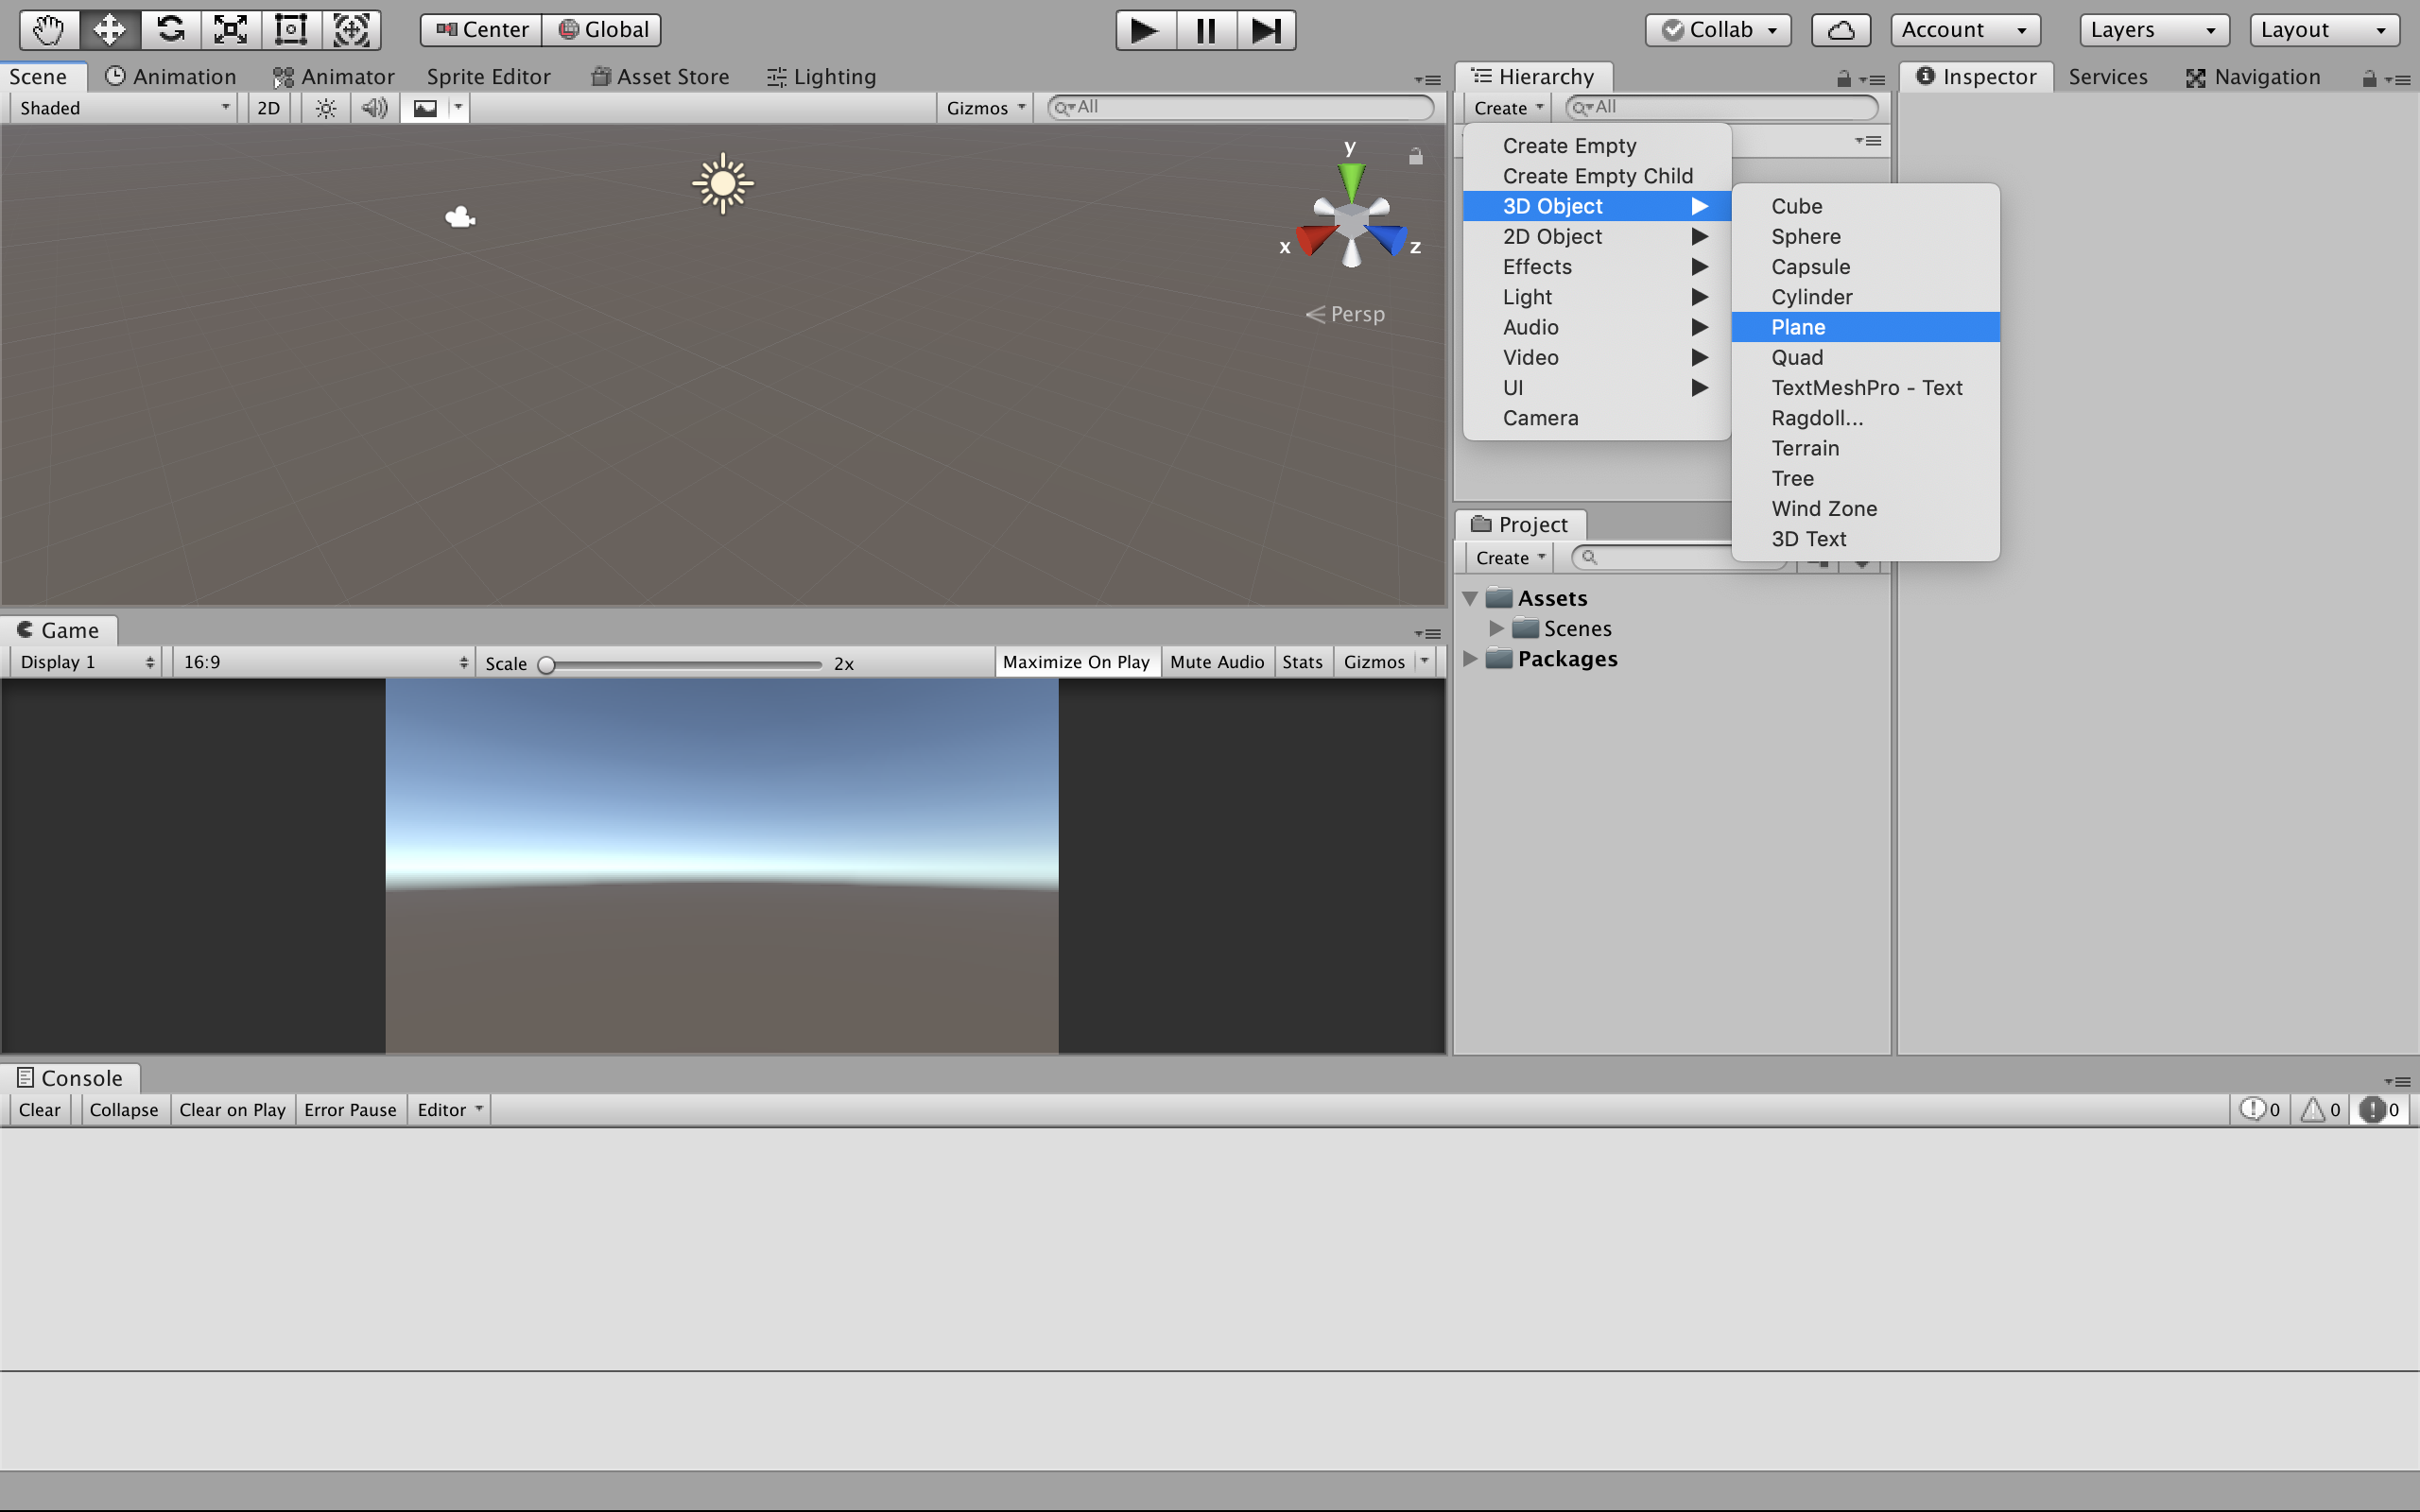 Center Global Collab Account Layers Layout
Scene Animation Animator Sprite Editor Asset Store Lighting
Shaded 2D Gizmos All
y
x z
Persp
Hierarchy
Create All
Create Empty
Create Empty Child
3D Object
2D Object
Effects
Light
Audio
Video
UI
Camera
Cube
Sphere
Capsule
Cylinder
Plane
Quad
TextMeshPro - Text
Ragdoll...
Terrain
Tree
Wind Zone
3D Text
Inspector Services Navigation
Project
Create
Assets
Scenes
Packages
Game
Display 1 16:9 Scale 2x Maximize On Play Mute Audio Stats Gizmos
Console
Clear Collapse Clear on Play Error Pause Editor 0 0 0